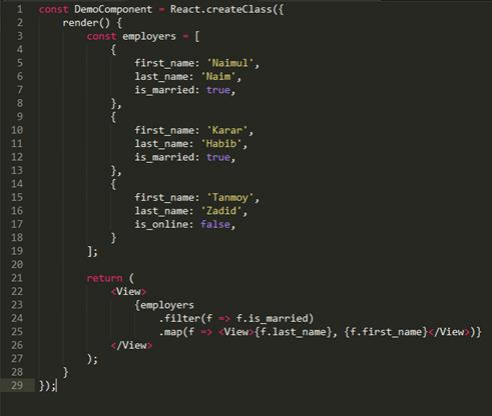 1 const DemoComponent = React.createClass({
2     render() {
3         const employers = [
4             {
5                 first_name: 'Naimul',
6                 last_name: 'Naim',
7                 is_married: true,
8             },
9             {
10                 first_name: 'Karar',
11                 last_name: 'Habib',
12                 is_married: true,
13             },
14             {
15                 first_name: 'Tanmoy',
16                 last_name: 'Zadid',
17                 is_online: false,
18             }
19         ];
20
21         return (
22             <View>
23                 {employers
24                     .filter(f => f.is_married)
25                     .map(f => <View>{f.last_name}, {f.first_name}</View>)}
26             </View>
27         );
28     }
29 });